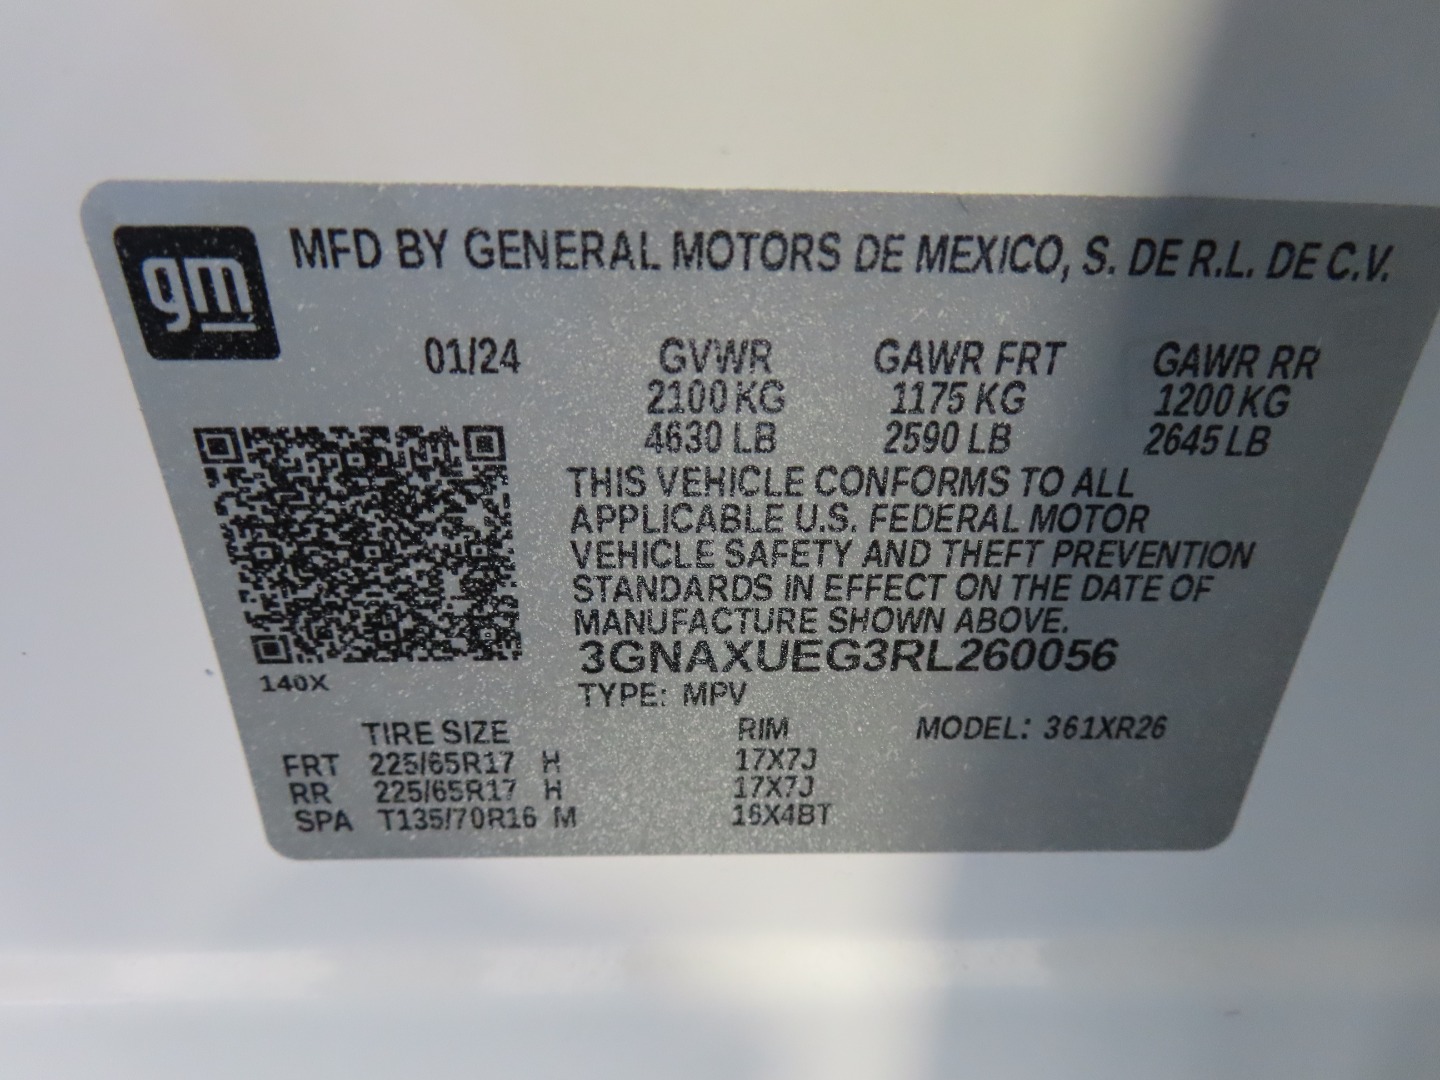 gm
MFD BY GENERAL MOTORS DE MEXICO, S. DE R.L. DE C.V.
01/24 GVWR GAWR FRT GAWR RR
2100 KG 1175 KG 1200 KG
4630 LB 2590 LB 2645 LB
THIS VEHICLE CONFORMS TO ALL
APPLICABLE U.S. FEDERAL MOTOR
VEHICLE SAFETY AND THEFT PREVENTION
STANDARDS IN EFFECT ON THE DATE OF
MANUFACTURE SHOWN ABOVE.
3GNAXUEG3RL260056
140X
TYPE: MPV
TIRE SIZE RIM MODEL: 361XR26
FRT 225/65R17 H 17X7J
RR 225/65R17 H 17X7J
SPA T135/70R16 M 16X4BT